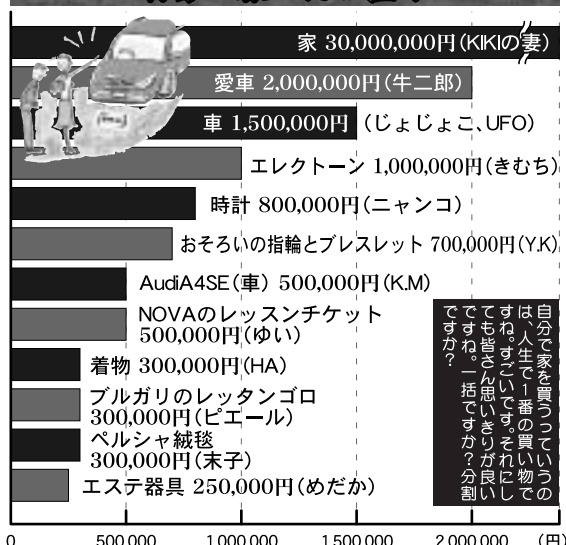 家 30,000,000円(KIKIの妻)
愛車 2,000,000円(牛二郎)
車 1,500,000円 (じょじょこ、UFO)
エレクトーン 1,000,000円(きむち)
時計 800,000円(ニャンコ)
おそろいの指輪とブレスレット 700,000円(Y.K)
AudiA4SE(車) 500,000円(K.M)
NOVAのレッスンチケット
500,000円(ゆい)
着物 300,000円(HA)
ブルガリのレッタンゴロ
300,000円(ピエール)
ペルシャ絨毯
300,000円(末子)
エステ器具 250,000円(めだか)
自分で家を買うっていうの
は、人生で1番の買い物で
すね。すごいです。それにし
ても皆さん思いきりが良い
ですね。一括ですか?分割
ですか?
0 500,000 1,000,000 1,500,000 2,000,000 (円)